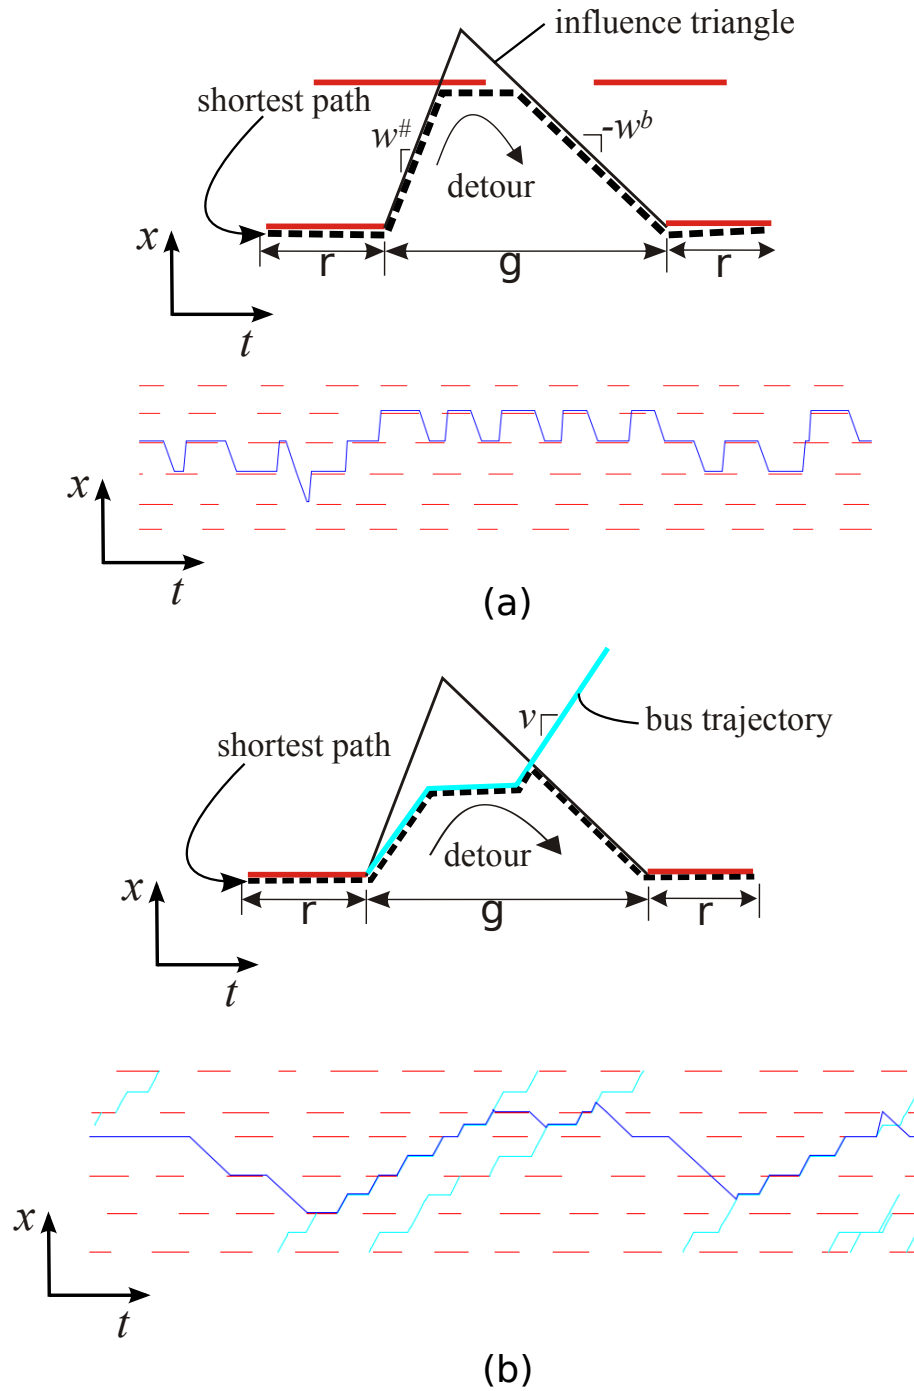 influence triangle
shortest path
w# -wb
detour
x
r g r
t
x
t
(a)
v bus trajectory
shortest path
detour
x
r g r
t
x
t
(b)